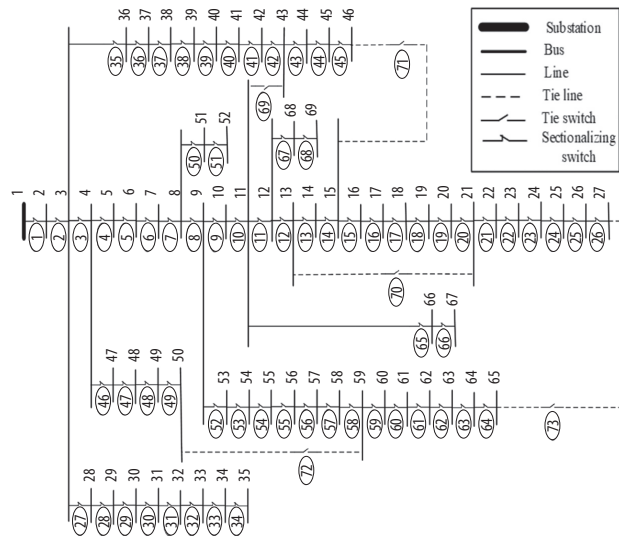 36 37 38 39 40 41 42 43 44 45 46
35 36 37 38 39 40 41 42 43 44 45
71
69
51 52
50 51
68 69
67 68
Substation
Bus
Line
Tie line
Tie switch
Sectionalizing
switch
1 2 3 4 5 6 7 8 9 10 11 12 13 14 15 16 17 18 19 20 21 22 23 24 25 26 27
1 2 3 4 5 6 7 8 9 10 11 12 13 14 15 16 17 18 19 20 21 22 23 24 25 26
70
66 67
65 66
47 48 49 50
46 47 48 49
53 54 55 56 57 58 59 60 61 62 63 64 65
52 53 54 55 56 57 58 59 60 61 62 63 64
73
72
28 29 30 31 32 33 34 35
27 28 29 30 31 32 33 34